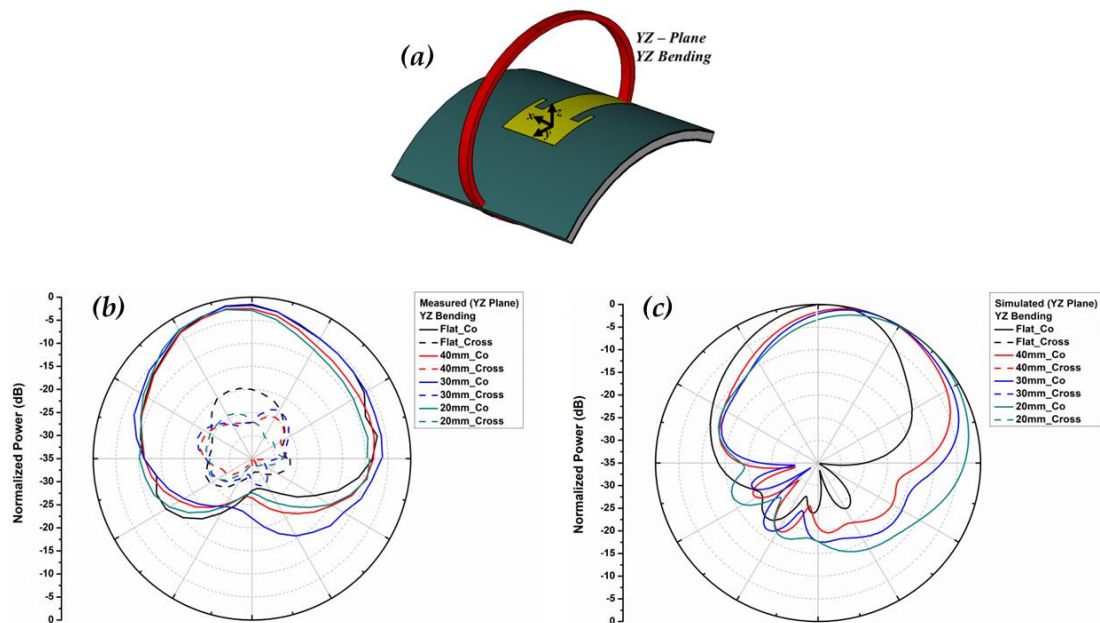 (a)
YZ – Plane
YZ Bending
x
z
y
(b)
Measured (YZ Plane)
YZ Bending
Flat_Co
Flat_Cross
40mm_Co
40mm_Cross
30mm_Co
30mm_Cross
20mm_Co
20mm_Cross
Normalized Power (dB)
0
-5
-10
-15
-20
-25
-30
-35
-30
-25
-20
-15
-10
-5
0
(c)
Simulated (YZ Plane)
YZ Bending
Flat_Co
Flat_Cross
40mm_Co
40mm_Cross
30mm_Co
30mm_Cross
20mm_Co
20mm_Cross
Normalized Power (dB)
0
-5
-10
-15
-20
-25
-30
-35
-30
-25
-20
-15
-10
-5
0